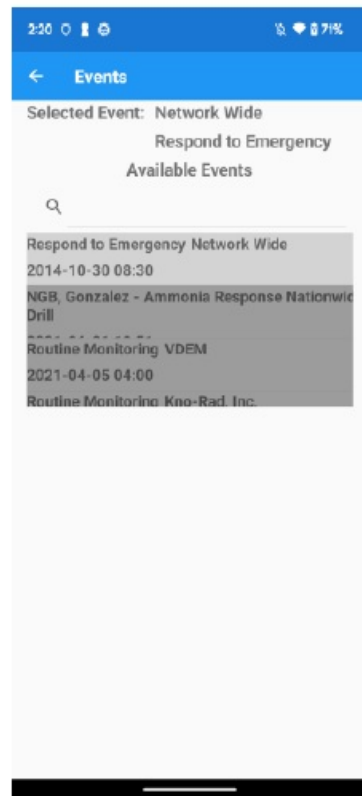 2:20
71%
Events
Selected Event: Network Wide
Respond to Emergency
Available Events
Respond to Emergency Network Wide
2014-10-30 08:30
NGB, Gonzalez - Ammonia Response Nationwid
Drill
Routine Monitoring VDEM
2021-04-05 04:00
Routine Monitoring Kno-Rad, Inc.